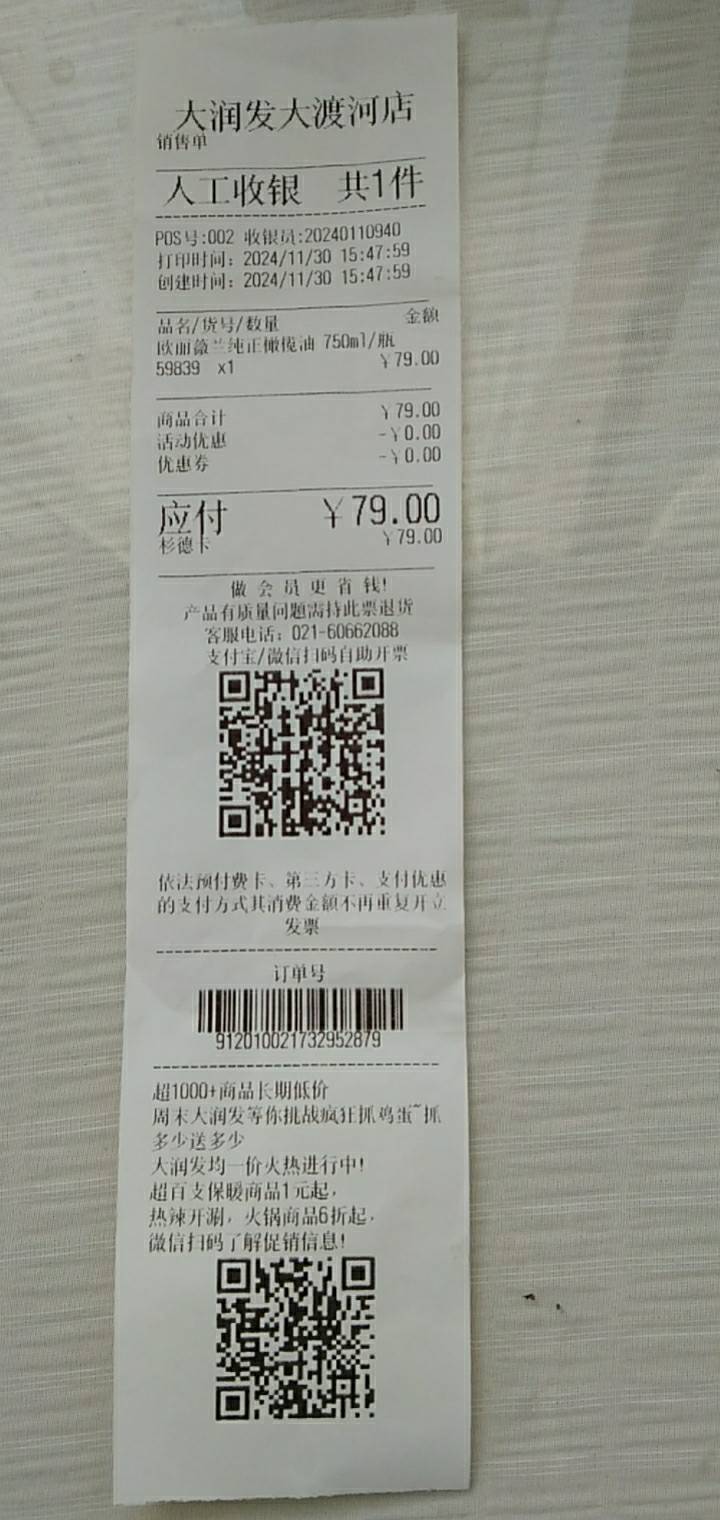 大润发大渡河店
销售单
人工收银 共1件
POS号:002 收银员:20240110940
打印时间: 2024/11/30 15:47:59
创建时间: 2024/11/30 15:47:59
品名/货号/数量 金额
欧丽薇兰纯正橄榄油 750ml/瓶
59839 x1 ¥79.00
商品合计 ¥79.00
活动优惠 -¥0.00
优惠券 -¥0.00
应付 ¥79.00
杉德卡 ¥79.00
做会员更省钱!
产品有质量问题需持此票退货
客服电话: 021-60662088
支付宝/微信扫码自助开票
依法预付费卡、第三方卡、支付优惠
的支付方式其消费金额不再重复开立
发票
订单号
912010021732952879
超1000+商品长期低价
周末大润发等你挑战疯狂抓鸡蛋~抓
多少送多少
大润发均一价火热进行中!
超百支保暖商品1元起,
热辣开涮, 火锅商品6折起,
微信扫码了解促销信息!